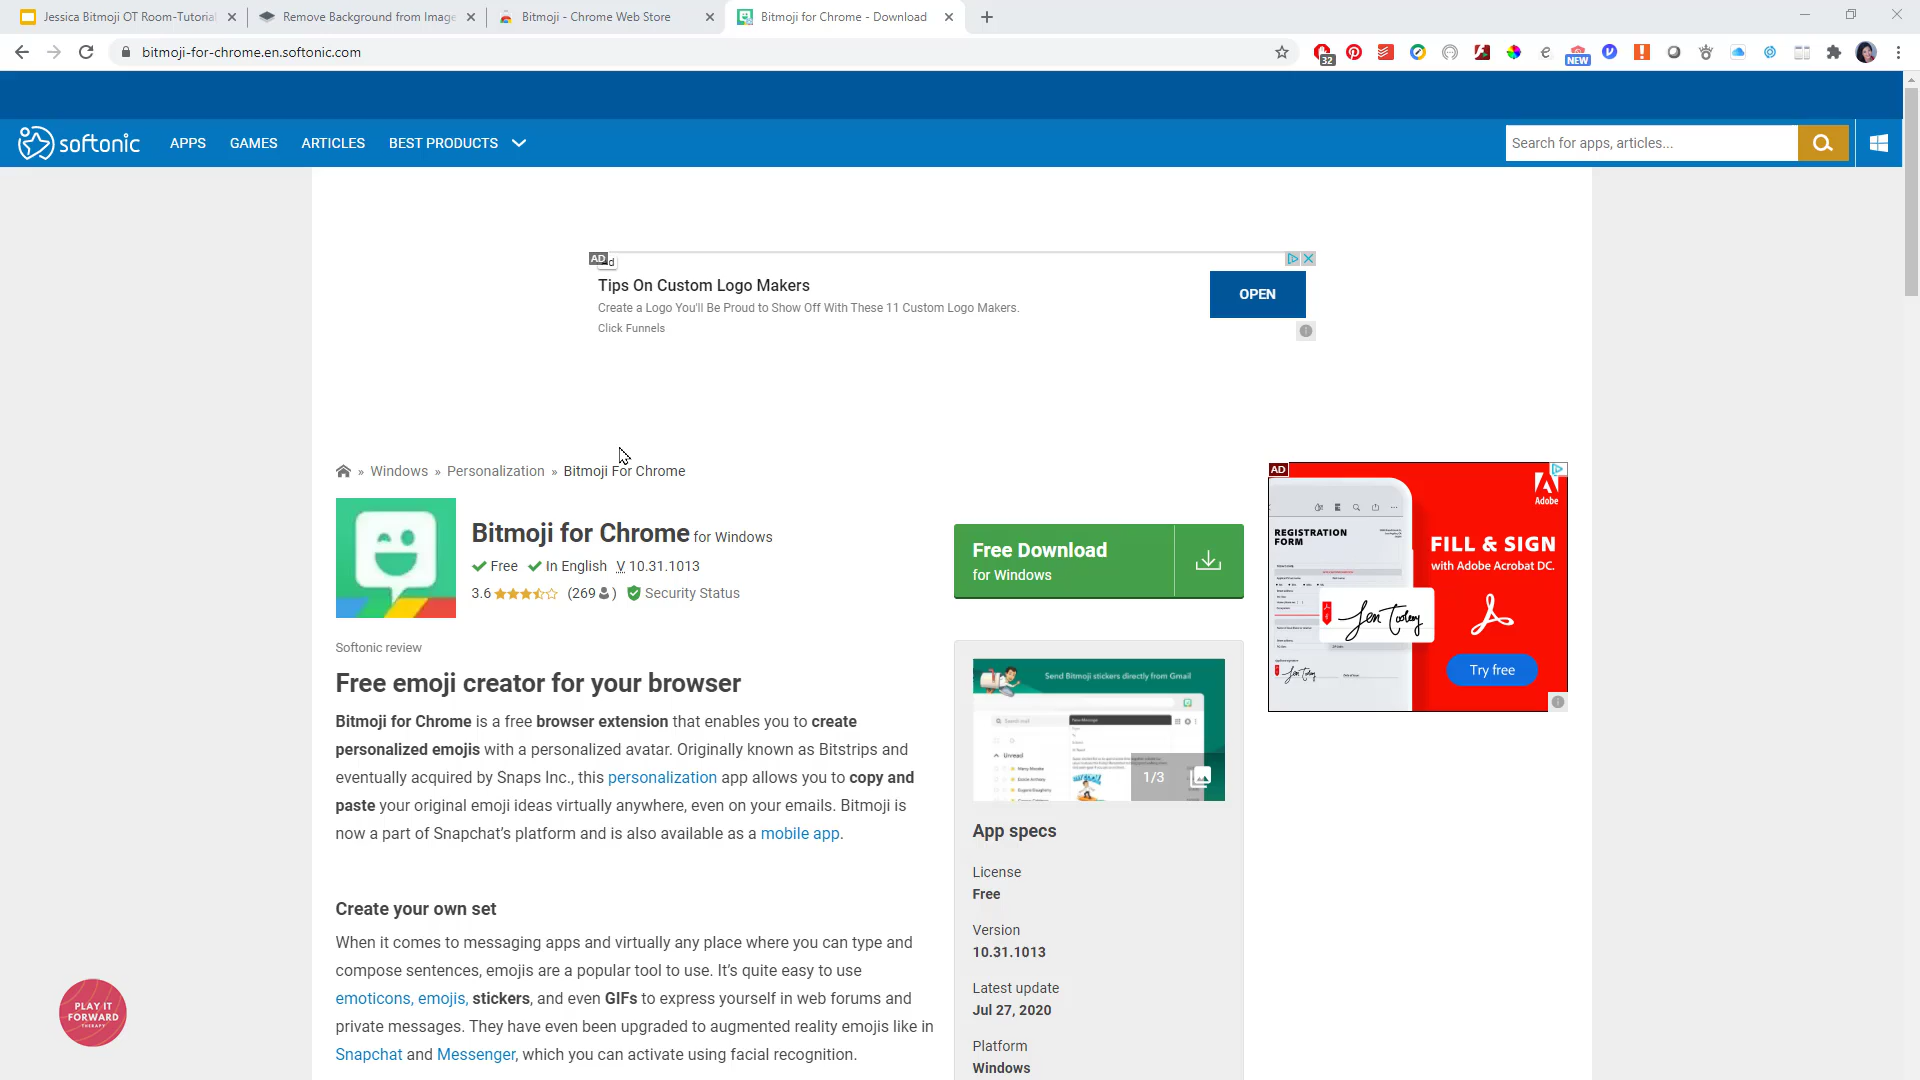 Jessica Bitmoji OT Room-Tutorial
Remove Background from Image
Bitmoji - Chrome Web Store
Bitmoji for Chrome - Download
bitmoji-for-chrome.en.softonic.com
32
NEW
softonic
APPS
GAMES
ARTICLES
BEST PRODUCTS
Search for apps, articles...
AD
Tips On Custom Logo Makers
Create a Logo You'll Be Proud to Show Off With These 11 Custom Logo Makers.
Click Funnels
OPEN
» Windows » Personalization » Bitmoji For Chrome
Bitmoji for Chrome for Windows
Free In English V 10.31.1013
3.6 (269 ) Security Status
Free Download
for Windows
AD
Adobe
REGISTRATION
FORM
FILL & SIGN
with Adobe Acrobat DC.
Try free
Softonic review
Free emoji creator for your browser
Bitmoji for Chrome is a free browser extension that enables you to create
personalized emojis with a personalized avatar. Originally known as Bitstrips and
eventually acquired by Snaps Inc., this personalization app allows you to copy and
paste your original emoji ideas virtually anywhere, even on your emails. Bitmoji is
now a part of Snapchat's platform and is also available as a mobile app.
Send Bitmoji stickers directly from Gmail
1/3
App specs
License
Free
Version
10.31.1013
Latest update
Jul 27, 2020
Platform
Windows
Create your own set
When it comes to messaging apps and virtually any place where you can type and
compose sentences, emojis are a popular tool to use. It's quite easy to use
emoticons, emojis, stickers, and even GIFs to express yourself in web forums and
private messages. They have even been upgraded to augmented reality emojis like in
Snapchat and Messenger, which you can activate using facial recognition.
PLAY IT
FORWARD
THERAPY